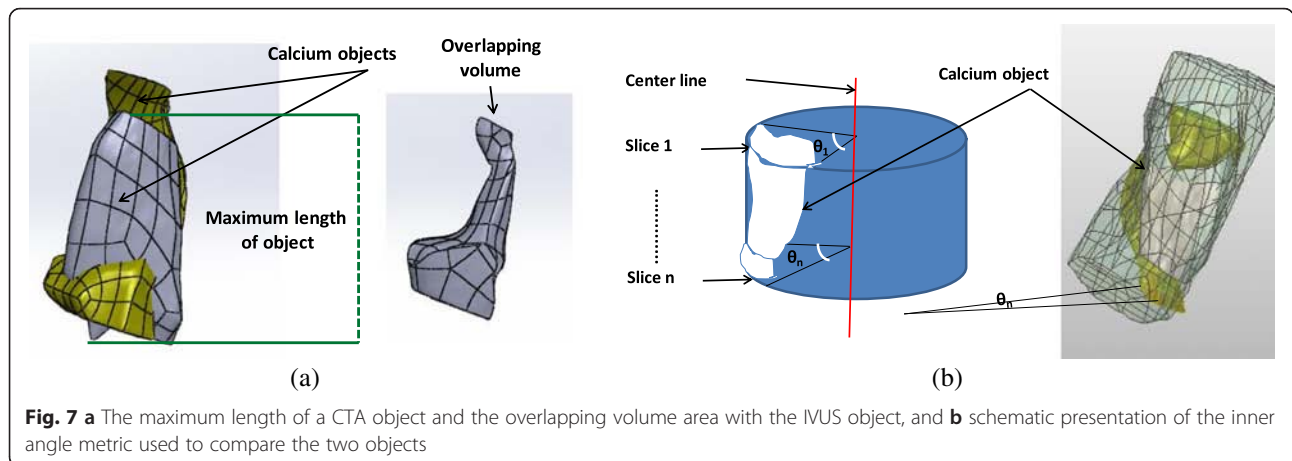 Calcium objects
Overlapping
volume
Maximum length
of object
(a)
Center line
Calcium object
Slice 1
θ1
θn
Slice n
θn
(b)
Fig. 7 a The maximum length of a CTA object and the overlapping volume area with the IVUS object, and b schematic presentation of the inner
angle metric used to compare the two objects